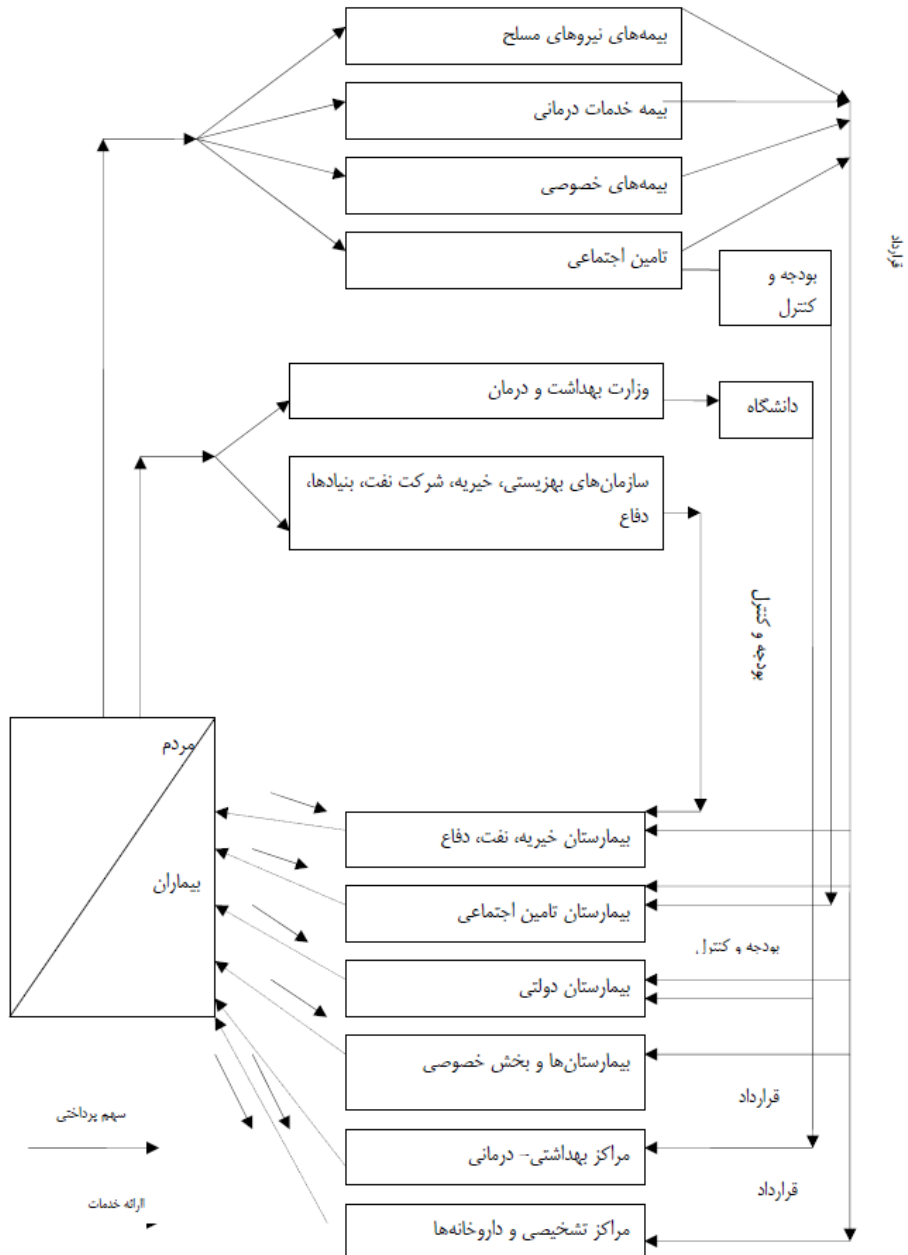 بیمه‌های نیروهای مسلح
بیمه خدمات درمانی
بیمه‌های خصوصی
تامین اجتماعی
بودجه و
کنترل
قرارداد
وزارت بهداشت و درمان
دانشگاه
سازمان‌های بهزیستی، خیریه، شرکت نفت، بنیادها،
دفاع
بودجه و کنترل
مردم
بیماران
بیمارستان خیریه، نفت، دفاع
بیمارستان تامین اجتماعی
بودجه و کنترل
بیمارستان دولتی
بیمارستان‌ها و بخش خصوصی
قرارداد
سهم پرداختی
مراکز بهداشتی- درمانی
قرارداد
ارائه خدمات
مراکز تشخیصی و داروخانه‌ها